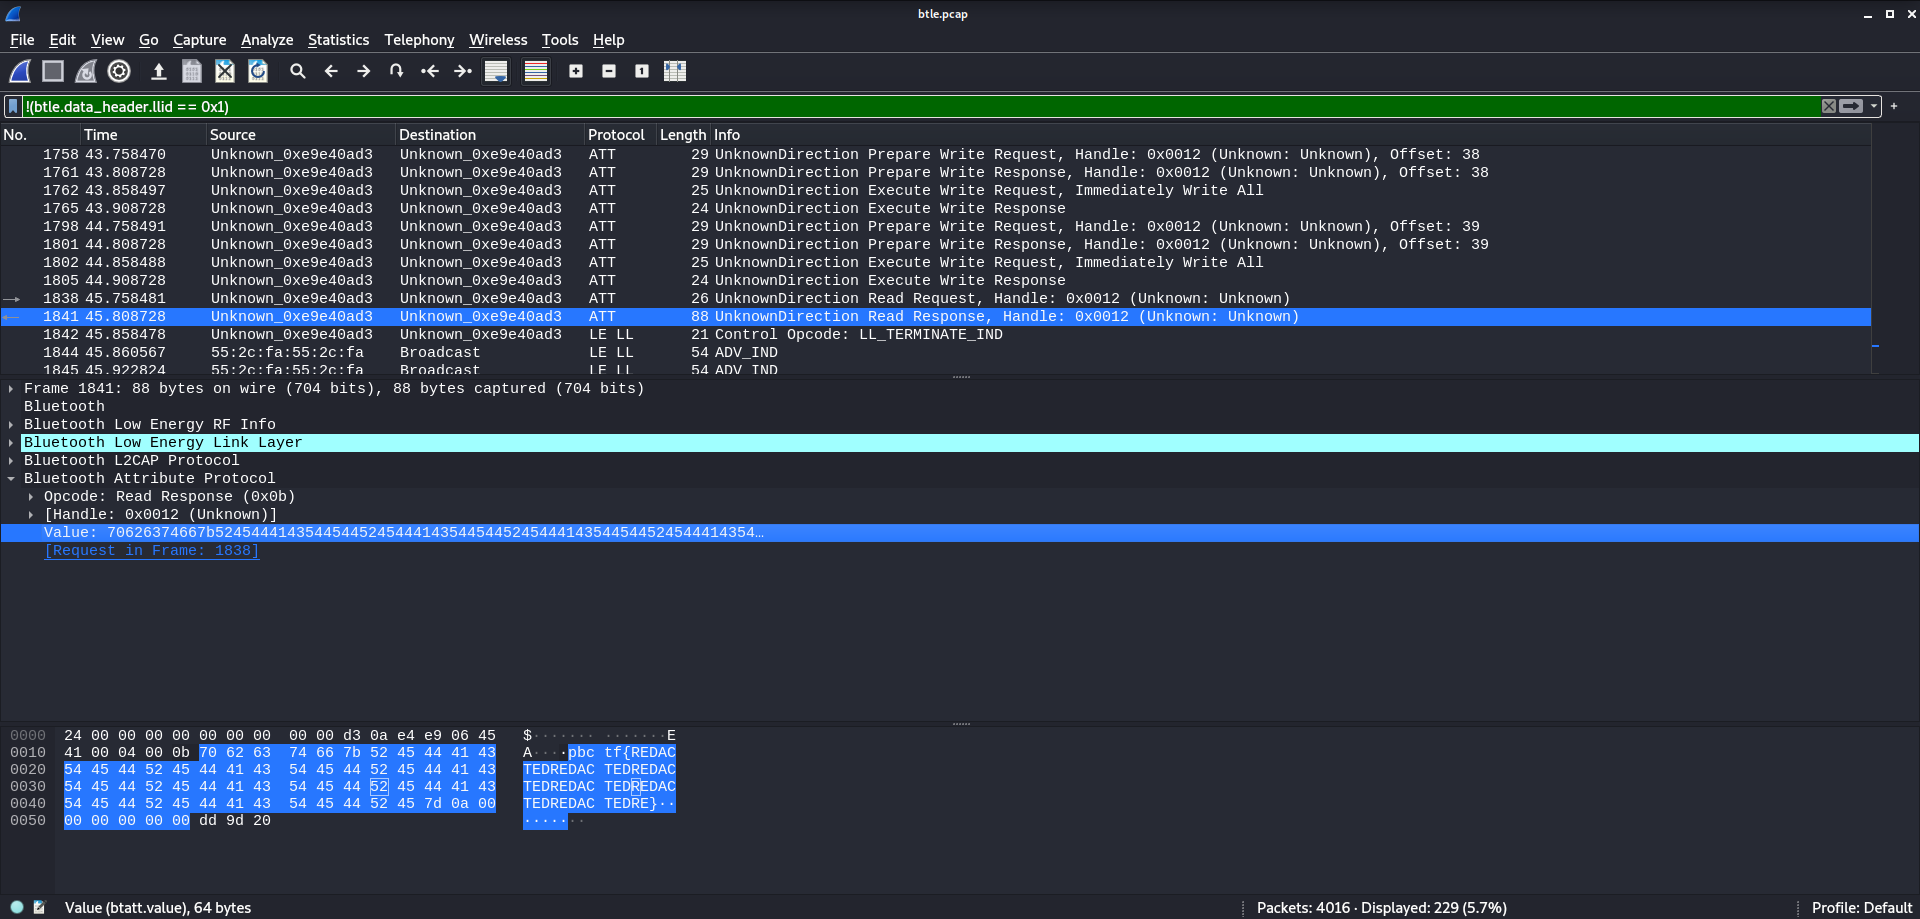 btle.pcap
File Edit View Go Capture Analyze Statistics Telephony Wireless Tools Help
!(btle.data_header.llid == 0x1)
No. Time Source Destination Protocol Length Info
1758 43.758470 Unknown_0xe9e40ad3 Unknown_0xe9e40ad3 ATT 29 UnknownDirection Prepare Write Request, Handle: 0x0012 (Unknown: Unknown), Offset: 38
1761 43.808728 Unknown_0xe9e40ad3 Unknown_0xe9e40ad3 ATT 29 UnknownDirection Prepare Write Response, Handle: 0x0012 (Unknown: Unknown), Offset: 38
1762 43.858497 Unknown_0xe9e40ad3 Unknown_0xe9e40ad3 ATT 25 UnknownDirection Execute Write Request, Immediately Write All
1765 43.908728 Unknown_0xe9e40ad3 Unknown_0xe9e40ad3 ATT 24 UnknownDirection Execute Write Response
1798 44.758491 Unknown_0xe9e40ad3 Unknown_0xe9e40ad3 ATT 29 UnknownDirection Prepare Write Request, Handle: 0x0012 (Unknown: Unknown), Offset: 39
1801 44.808728 Unknown_0xe9e40ad3 Unknown_0xe9e40ad3 ATT 29 UnknownDirection Prepare Write Response, Handle: 0x0012 (Unknown: Unknown), Offset: 39
1802 44.858488 Unknown_0xe9e40ad3 Unknown_0xe9e40ad3 ATT 25 UnknownDirection Execute Write Request, Immediately Write All
1805 44.908728 Unknown_0xe9e40ad3 Unknown_0xe9e40ad3 ATT 24 UnknownDirection Execute Write Response
1838 45.758481 Unknown_0xe9e40ad3 Unknown_0xe9e40ad3 ATT 26 UnknownDirection Read Request, Handle: 0x0012 (Unknown: Unknown)
1841 45.808728 Unknown_0xe9e40ad3 Unknown_0xe9e40ad3 ATT 88 UnknownDirection Read Response, Handle: 0x0012 (Unknown: Unknown)
1842 45.858478 Unknown_0xe9e40ad3 Unknown_0xe9e40ad3 LE LL 21 Control Opcode: LL_TERMINATE_IND
1844 45.860567 55:2c:fa:55:2c:fa Broadcast LE LL 54 ADV_IND
1845 45.922824 55:2c:fa:55:2c:fa Broadcast LE LL 54 ADV_IND
Frame 1841: 88 bytes on wire (704 bits), 88 bytes captured (704 bits)
Bluetooth
Bluetooth Low Energy RF Info
Bluetooth Low Energy Link Layer
Bluetooth L2CAP Protocol
Bluetooth Attribute Protocol
Opcode: Read Response (0x0b)
[Handle: 0x0012 (Unknown)]
Value: 70626374667b52454441435445445245444143544544524544414354454452454441 4354…
[Request in Frame: 1838]
0000 24 00 00 00 00 00 00 00 00 00 d3 0a e4 e9 06 45 $······· ·······E
0010 41 00 04 00 0b 70 62 63 74 66 7b 52 45 44 41 43 A····pbc tf{REDAC
0020 54 45 44 52 45 44 41 43 54 45 44 52 45 44 41 43 TEDREDAC TEDREDAC
0030 54 45 44 52 45 44 41 43 54 45 44 52 45 44 41 43 TEDREDAC TEDREDAC
0040 54 45 44 52 45 44 41 43 54 45 44 52 45 7d 0a 00 TEDREDAC TEDRE}··
0050 00 00 00 00 00 dd 9d 20 ·······
Value (btatt.value), 64 bytes
Packets: 4016 · Displayed: 229 (5.7%)
Profile: Default